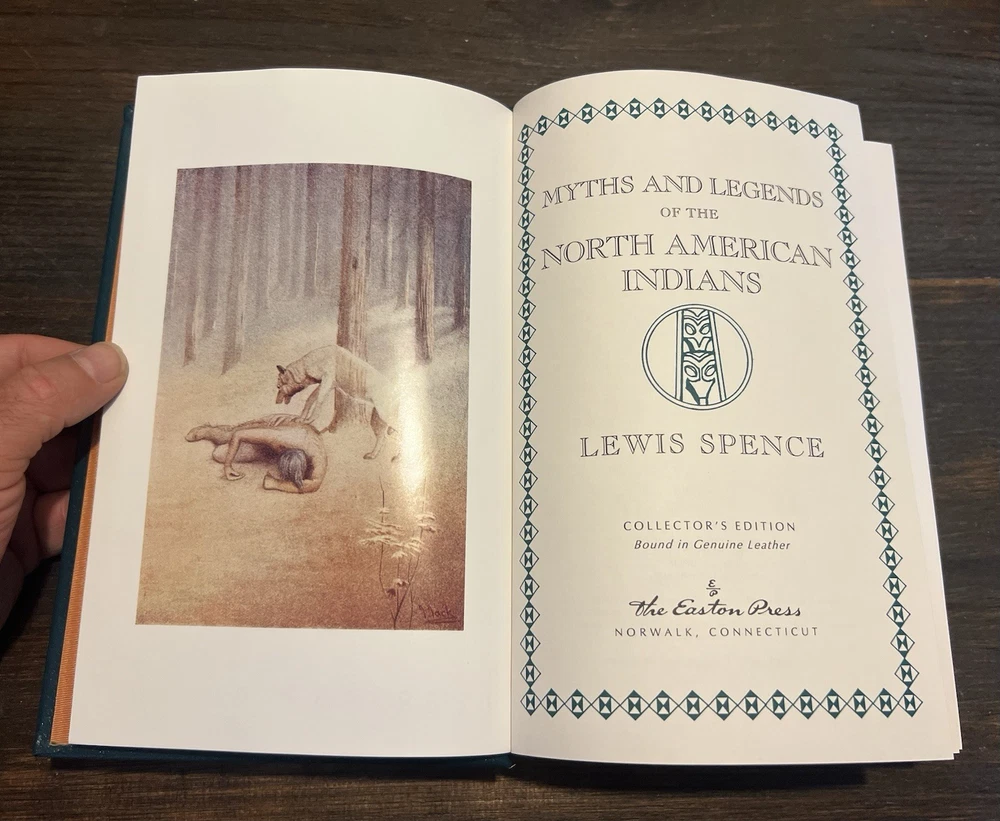 MYTHS AND LEGENDS
OF THE
NORTH AMERICAN
INDIANS
LEWIS SPENCE
COLLECTOR'S EDITION
Bound in Genuine Leather
The Easton Press
NORWALK, CONNECTICUT